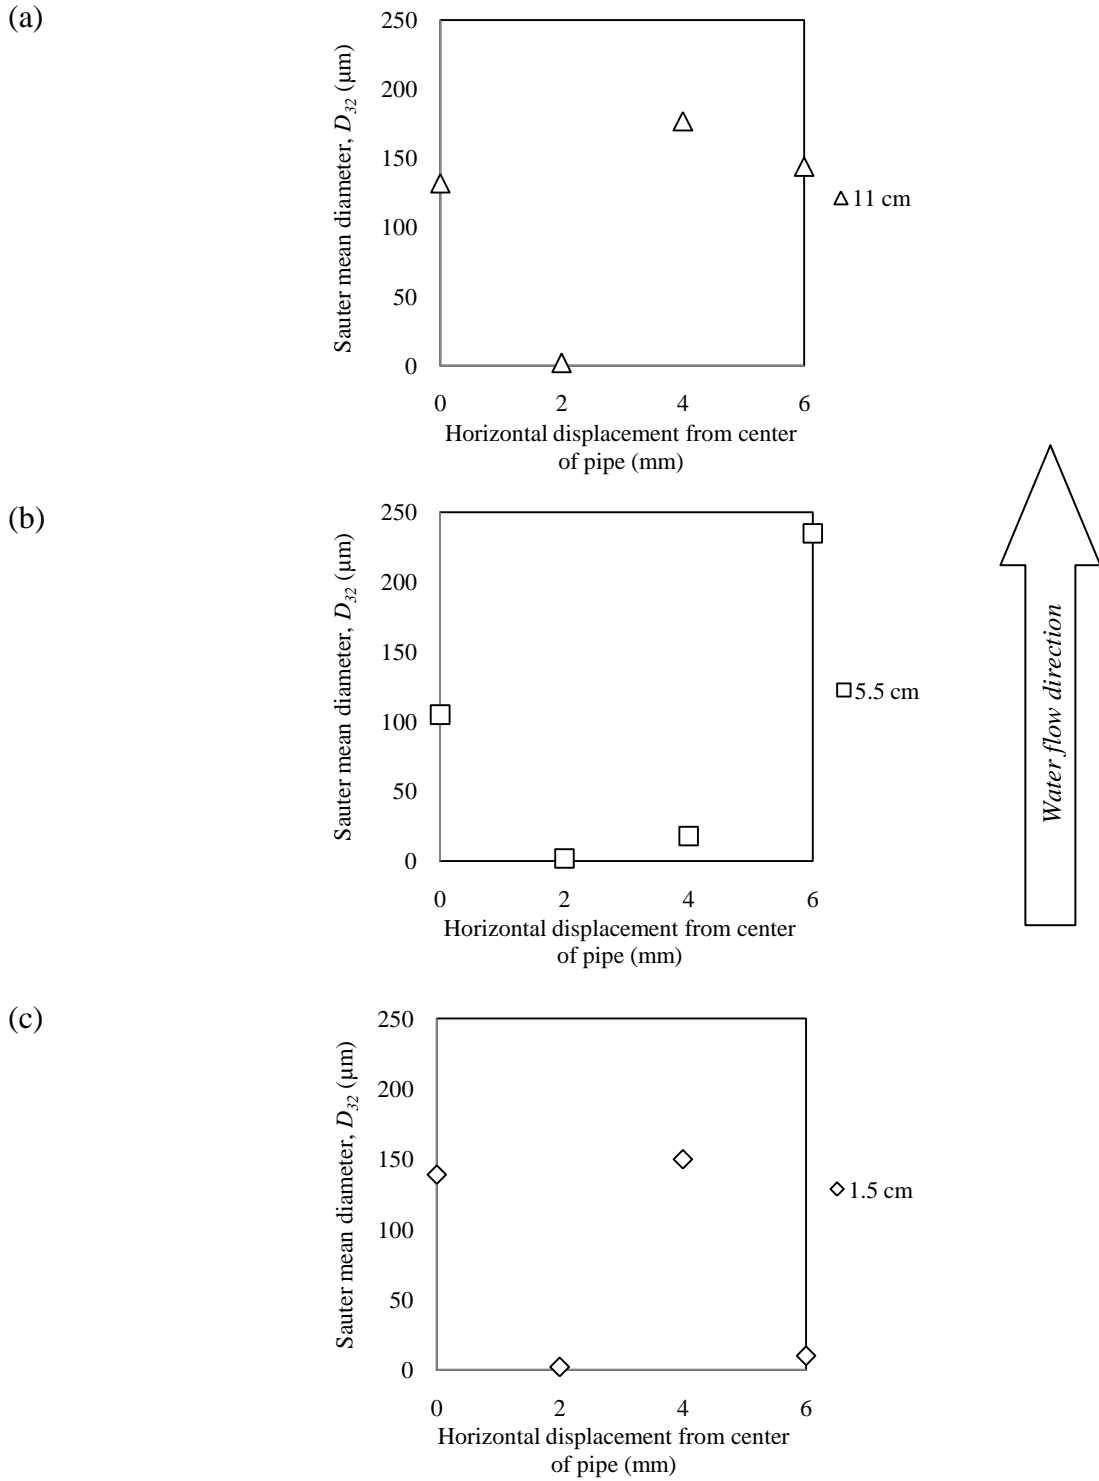 (a)
250
200
150
100
50
0
Sauter mean diameter, D32 (µm)
0 2 4 6
Horizontal displacement from center
of pipe (mm)
11 cm
(b)
250
200
150
100
50
0
Sauter mean diameter, D32 (µm)
0 2 4 6
Horizontal displacement from center
of pipe (mm)
5.5 cm
Water flow direction
(c)
250
200
150
100
50
0
Sauter mean diameter, D32 (µm)
0 2 4 6
Horizontal displacement from center
of pipe (mm)
1.5 cm